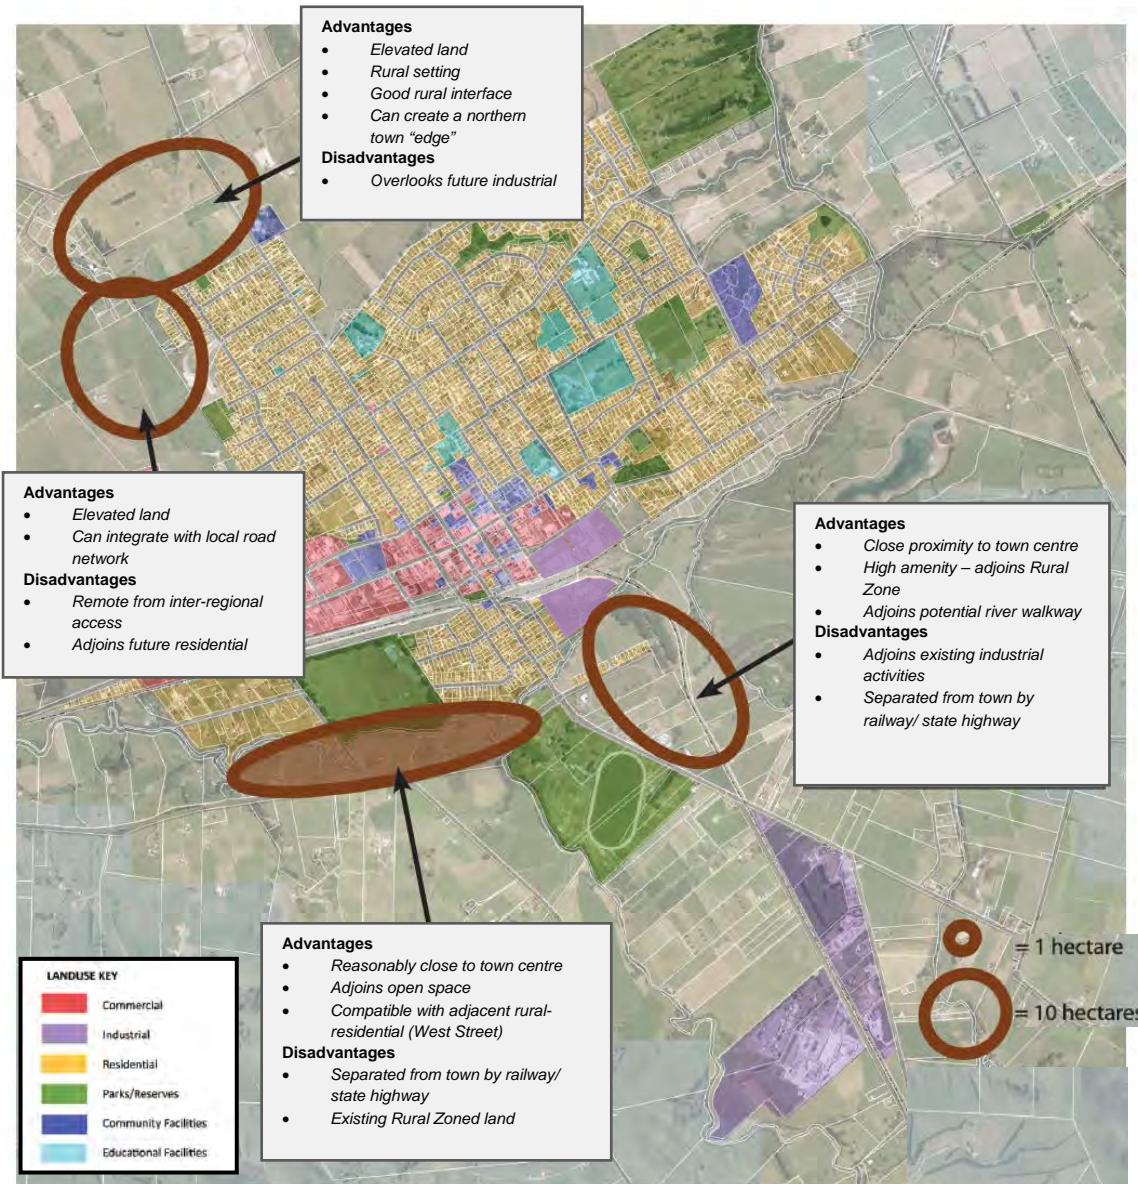 Advantages
• Elevated land
• Rural setting
• Good rural interface
• Can create a northern
town “edge”
Disadvantages
• Overlooks future industrial
Advantages
• Elevated land
• Can integrate with local road
network
Disadvantages
• Remote from inter-regional
access
• Adjoins future residential
Advantages
• Close proximity to town centre
• High amenity – adjoins Rural
Zone
• Adjoins potential river walkway
Disadvantages
• Adjoins existing industrial
activities
• Separated from town by
railway/ state highway
Advantages
• Reasonably close to town centre
• Adjoins open space
• Compatible with adjacent rural-
residential (West Street)
Disadvantages
• Separated from town by railway/
state highway
• Existing Rural Zoned land
= 1 hectare
= 10 hectares
LANDUSE KEY
Commercial
Industrial
Residential
Parks/Reserves
Community Facilities
Educational Facilities